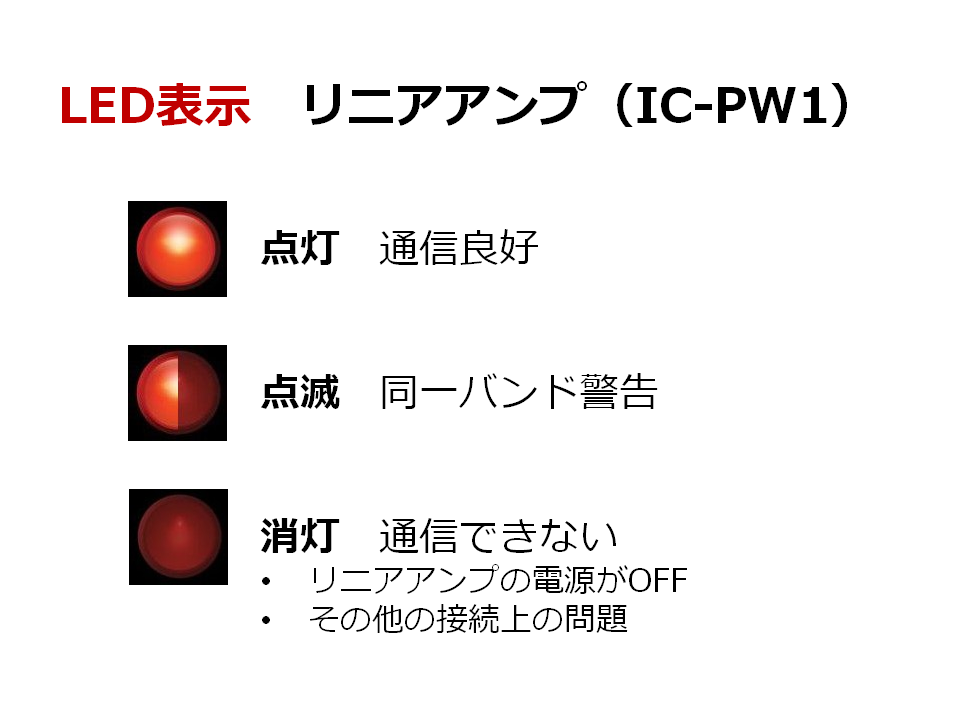 LED表示　リニアアンプ（IC-PW1）
点灯　通信良好
点滅　同一バンド警告
消灯　通信できない
• リニアアンプの電源がOFF
• その他の接続上の問題